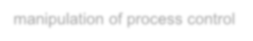 manipulation of process control